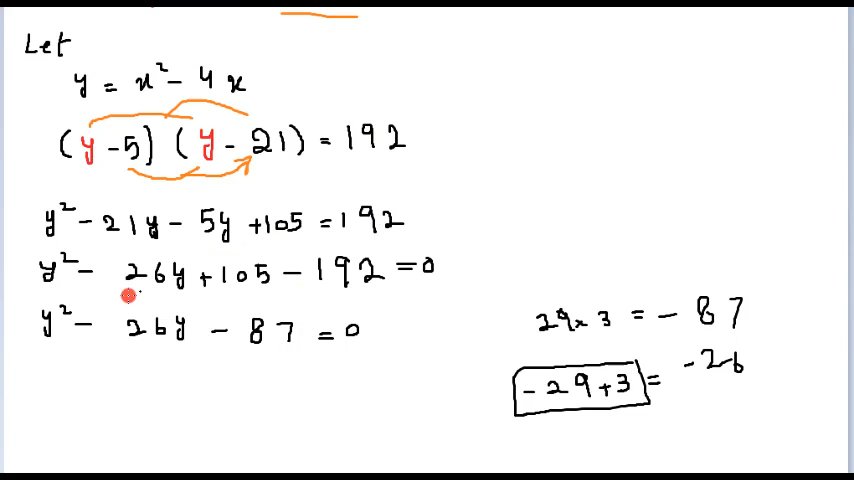 Let
y = x² - 4x
(y - 5) (y - 21) = 192
y² - 21y - 5y + 105 = 192
y² - 26y + 105 - 192 = 0
y² - 26y - 87 = 0
29 x 3 = - 87
- 29 + 3 = - 26